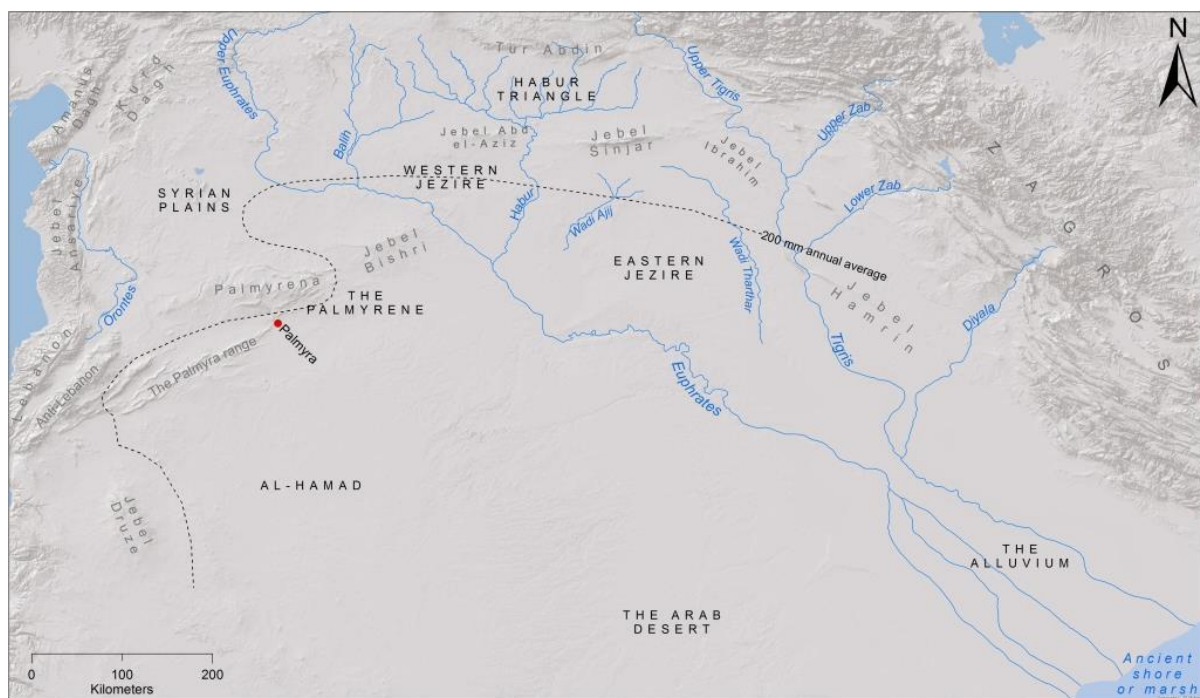 N
Upper Euphrates
Amanus
Dagh
Kurd
Dagh
Tur Abdin
HABUR
TRIANGLE
Upper Tigris
Upper Zab
ZAGROS
Balih
Jebel Abd
el-Aziz
Jebel
Sinjar
Jebel
Ibrahim
Lower Zab
SYRIAN
PLAINS
WESTERN
JEZIRE
Habur
Wadi Ajij
Jebel
Ansariye
Jebel
Bishri
EASTERN
JEZIRE
Wadi Tharthar
200 mm annual average
Orontes
Palmyrena
THE
PALMYRENE
Palmyra
Jebel
Hamrin
Diyala
Tigris
Lebanon
Anti-Lebanon
The Palmyra range
Euphrates
AL-HAMAD
Jebel
Druze
THE
ALLUVIUM
THE ARAB
DESERT
0 100 200
Kilometers
Ancient
shore
or marsh